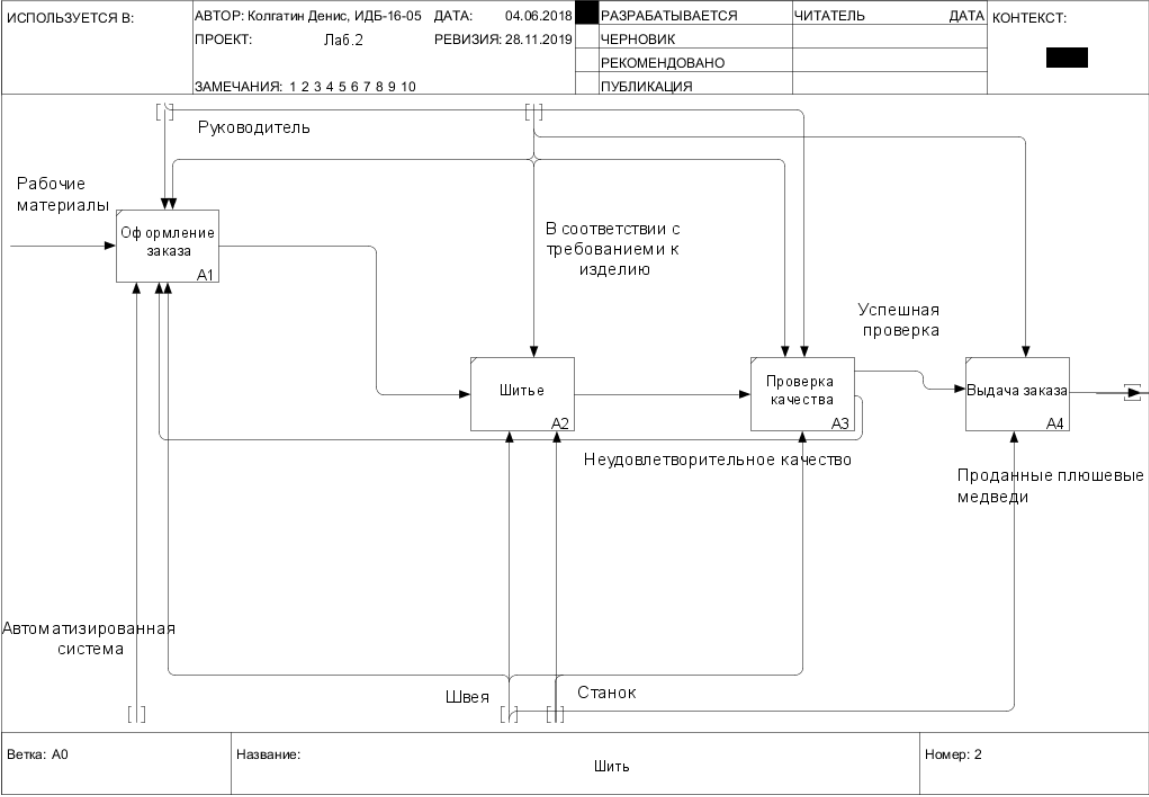 ИСПОЛЬЗУЕТСЯ В:
АВТОР: Колгатин Денис, ИДБ-16-05 ДАТА: 04.06.2018
ПРОЕКТ: Лаб.2 РЕВИЗИЯ: 28.11.2019
ЗАМЕЧАНИЯ: 1 2 3 4 5 6 7 8 9 10
РАЗРАБАТЫВАЕТСЯ
ЧЕРНОВИК
РЕКОМЕНДОВАНО
ПУБЛИКАЦИЯ
ЧИТАТЕЛЬ ДАТА
КОНТЕКСТ:
Руководитель
Рабочие
материалы
Оформление
заказа
A1
В соответствии с
требованиеми к
изделию
Успешная
проверка
Шитье
A2
Проверка
качества
A3
Выдача заказа
A4
Неудовлетворительное качество
Проданные плюшевые
медведи
Автоматизированная
система
Швея
Станок
Ветка: A0
Название:
Шить
Номер: 2